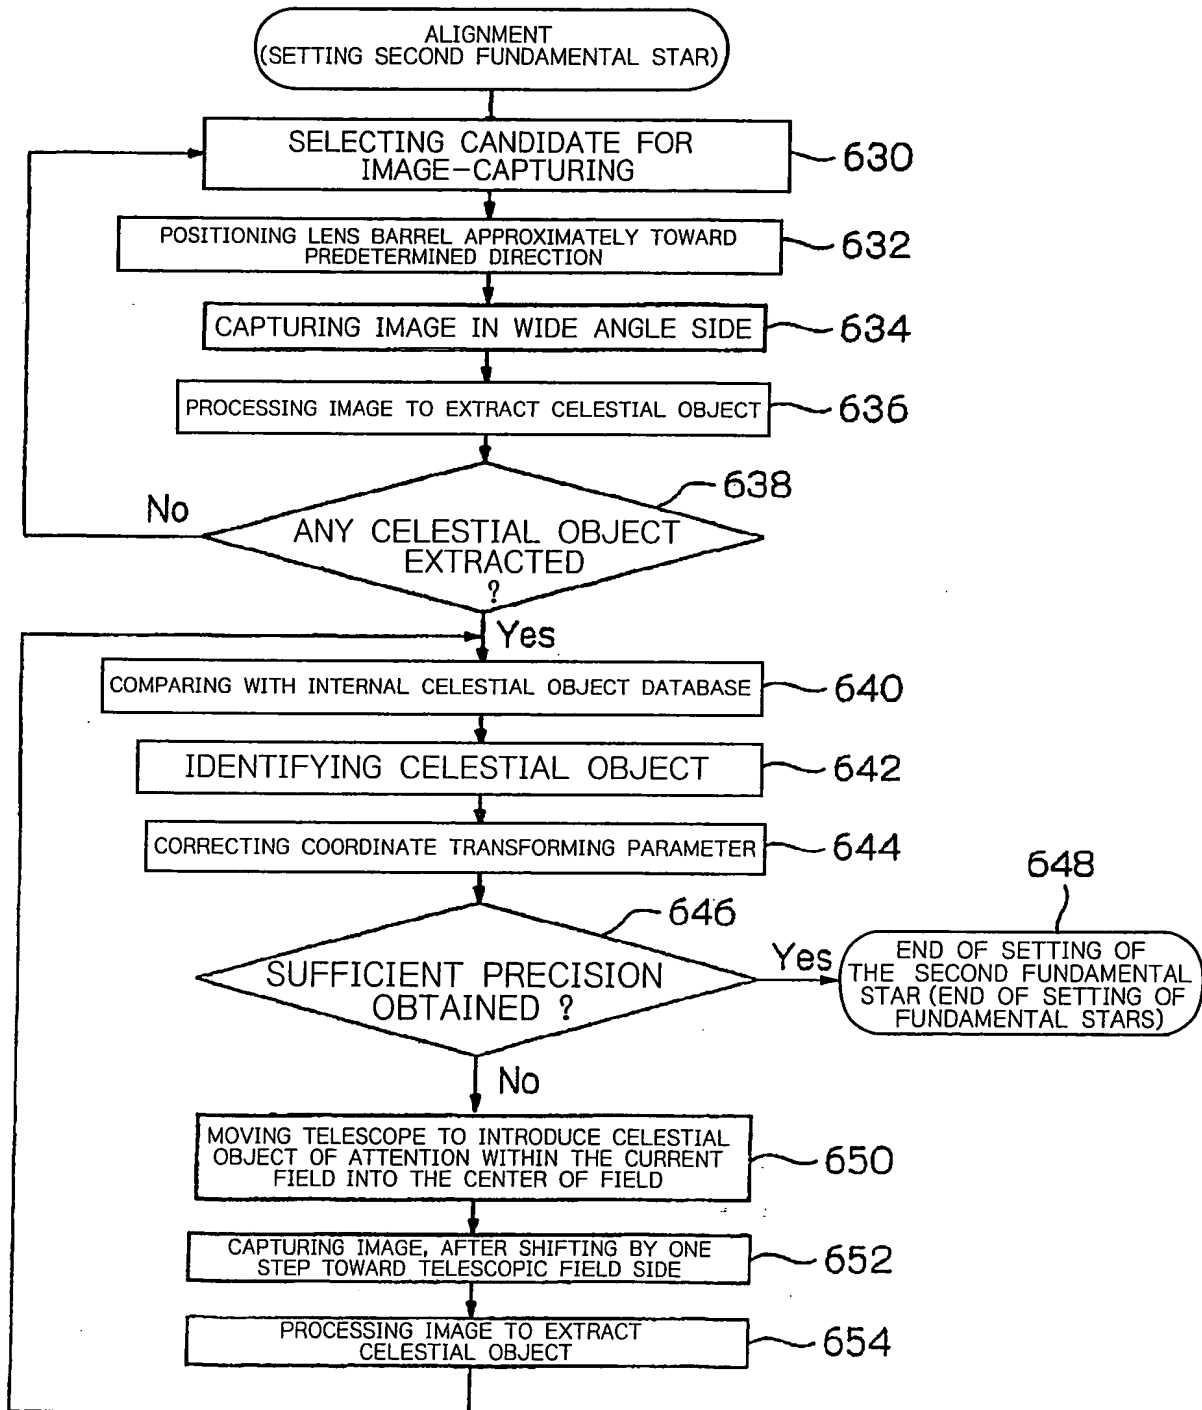 ALIGNMENT
(SETTING SECOND FUNDAMENTAL STAR)
SELECTING CANDIDATE FOR
IMAGE-CAPTURING
630
POSITIONING LENS BARREL APPROXIMATELY TOWARD
PREDETERMINED DIRECTION
632
CAPTURING IMAGE IN WIDE ANGLE SIDE
634
PROCESSING IMAGE TO EXTRACT CELESTIAL OBJECT
636
638
No
ANY CELESTIAL OBJECT
EXTRACTED
?
Yes
COMPARING WITH INTERNAL CELESTIAL OBJECT DATABASE
640
IDENTIFYING CELESTIAL OBJECT
642
CORRECTING COORDINATE TRANSFORMING PARAMETER
644
646
SUFFICIENT PRECISION
OBTAINED ?
Yes
648
END OF SETTING OF
THE SECOND FUNDAMENTAL
STAR (END OF SETTING OF
FUNDAMENTAL STARS)
No
MOVING TELESCOPE TO INTRODUCE CELESTIAL
OBJECT OF ATTENTION WITHIN THE CURRENT
FIELD INTO THE CENTER OF FIELD
650
CAPTURING IMAGE, AFTER SHIFTING BY ONE
STEP TOWARD TELESCOPIC FIELD SIDE
652
PROCESSING IMAGE TO EXTRACT
CELESTIAL OBJECT
654